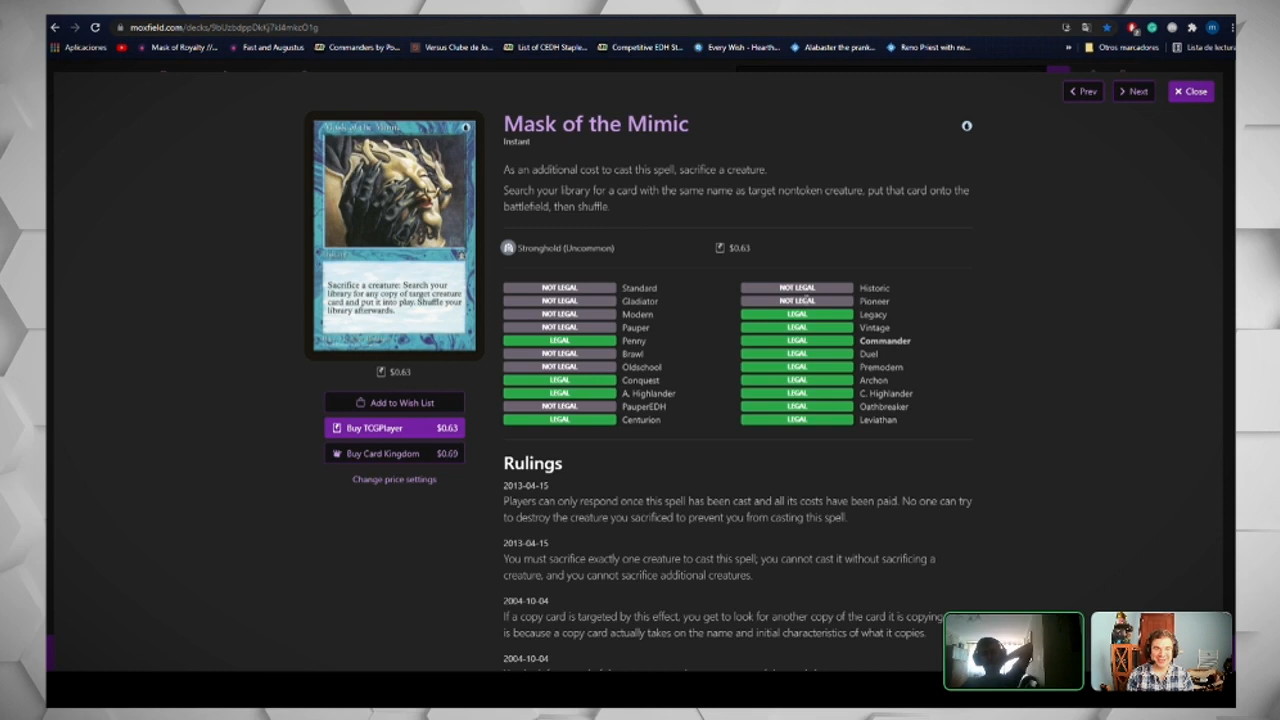 moxfield.com/decks/
Aplicaciones
Mask of Royalty //...
Fast and Augustus
Commanders by Po...
Versus Clube de Jo...
List of CEDH Staple...
Competitive EDH St...
Every Wish - Hearth...
Alabaster the prank...
Reno Priest with ne...
»
Otros marcadores
Lista de lectura
Prev
Next
Close
Mask of the Mimic
Instant
As an additional cost to cast this spell, sacrifice a creature.
Search your library for a card with the same name as target nontoken creature, put that card onto the
battlefield, then shuffle.
Stronghold (Uncommon)
$0.63
NOT LEGAL Standard
NOT LEGAL Historic
NOT LEGAL Gladiator
NOT LEGAL Pioneer
NOT LEGAL Modern
LEGAL Legacy
NOT LEGAL Pauper
LEGAL Vintage
LEGAL Penny
LEGAL Commander
NOT LEGAL Brawl
LEGAL Duel
NOT LEGAL Oldschool
LEGAL Premodern
LEGAL Conquest
LEGAL Archon
LEGAL A. Highlander
LEGAL C. Highlander
NOT LEGAL PauperEDH
LEGAL Oathbreaker
LEGAL Centurion
LEGAL Leviathan
Mask of the Mimic
Sacrifice a creature: Search your
library for any copy of target creature
card and put it into play. Shuffle your
library afterwards.
$0.63
Add to Wish List
Buy TCGPlayer $0.63
Buy Card Kingdom $0.69
Change price settings
Rulings
2013-04-15
Players can only respond once this spell has been cast and all its costs have been paid. No one can try
to destroy the creature you sacrificed to prevent you from casting this spell.
2013-04-15
You must sacrifice exactly one creature to cast this spell; you cannot cast it without sacrificing a
creature, and you cannot sacrifice additional creatures.
2004-10-04
If a copy card is targeted by this effect, you get to look for another copy of the card it is copying
is because a copy card actually takes on the name and initial characteristics of what it copies.
2004-10-04